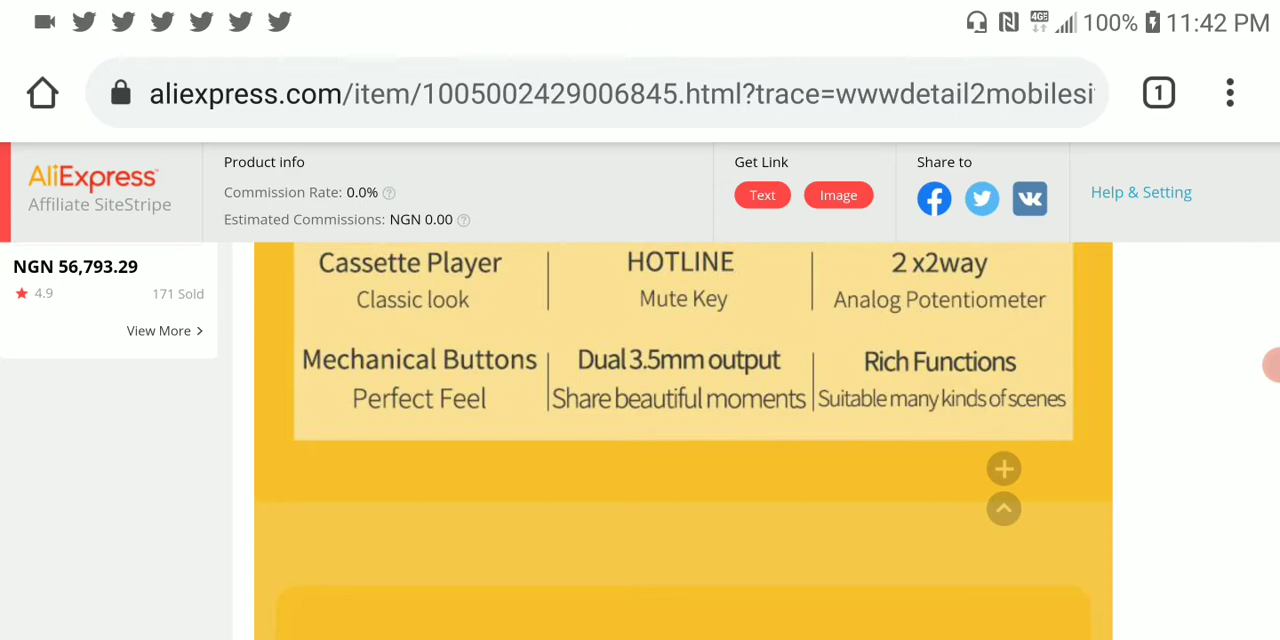 4GE 100% 11:42 PM
aliexpress.com/item/1005002429006845.html?trace=wwwdetail2mobilesi
1
AliExpress
Affiliate SiteStripe
Product info
Commission Rate: 0.0% ?
Estimated Commissions: NGN 0.00 ?
Get Link
Text Image
Share to
Help & Setting
NGN 56,793.29
4.9 171 Sold
View More >
Cassette Player HOTLINE 2 x2way
Classic look Mute Key Analog Potentiometer
Mechanical Buttons Dual 3.5mm output Rich Functions
Perfect Feel Share beautiful moments Suitable many kinds of scenes